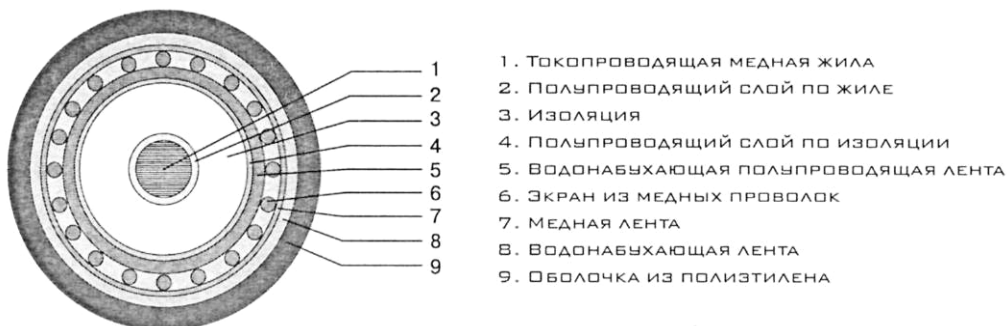 1
2
3
4
5
6
7
8
9
1. Токопроводящая медная жила
2. Полупроводящий слой по жиле
3. Изоляция
4. Полупроводящий слой по изоляции
5. Водонабухающая полупроводящая лента
6. Экран из медных проволок
7. Медная лента
8. Водонабухающая лента
9. Оболочка из полиэтилена